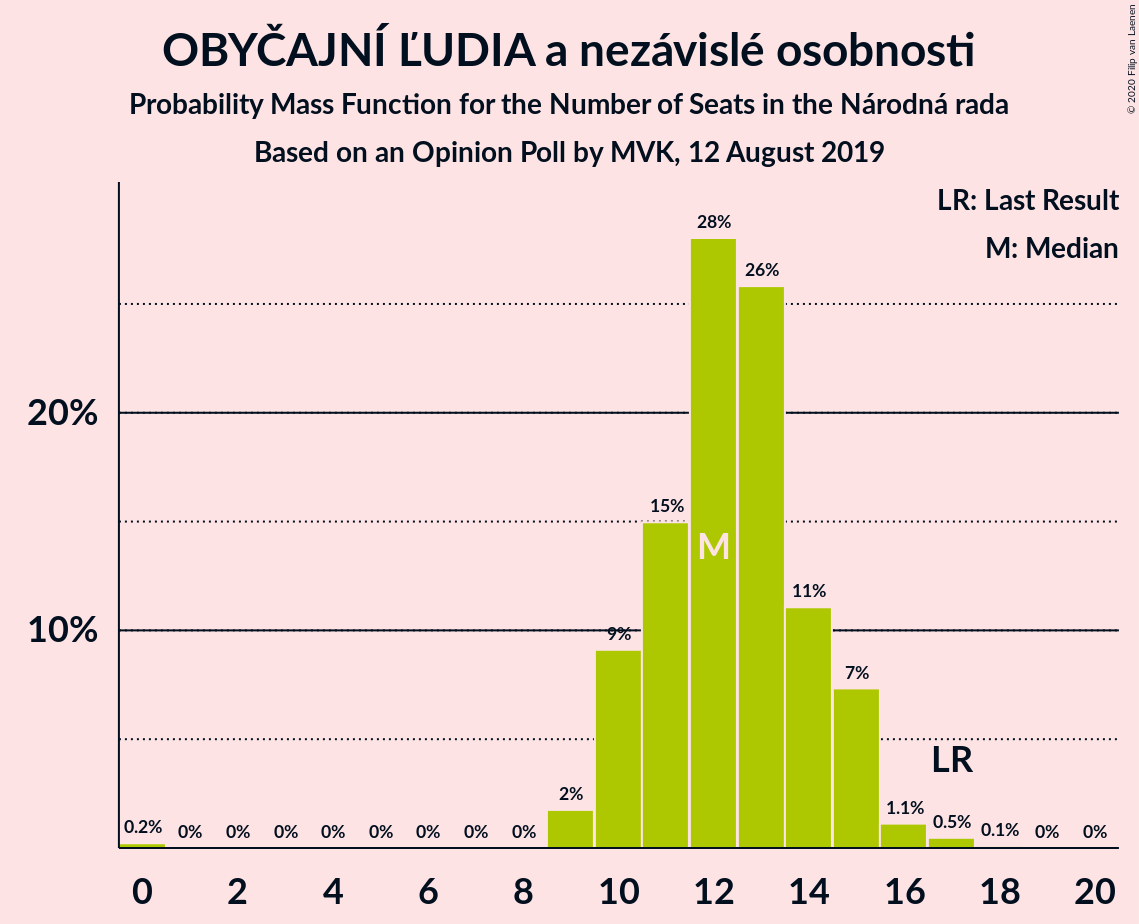 OBYČAJNÍ ĽUDIA a nezávislé osobnosti
Probability Mass Function for the Number of Seats in the Národná rada
Based on an Opinion Poll by MVK, 12 August 2019
© 2020 Filip van Laenen
LR: Last Result
M: Median
28%
26%
20%
15%
M
11%
10%
9%
7%
LR
2%
1.1%
0.5%
0.2% 0% 0% 0% 0% 0% 0% 0% 0% 0.1% 0% 0%
0 2 4 6 8 10 12 14 16 18 20